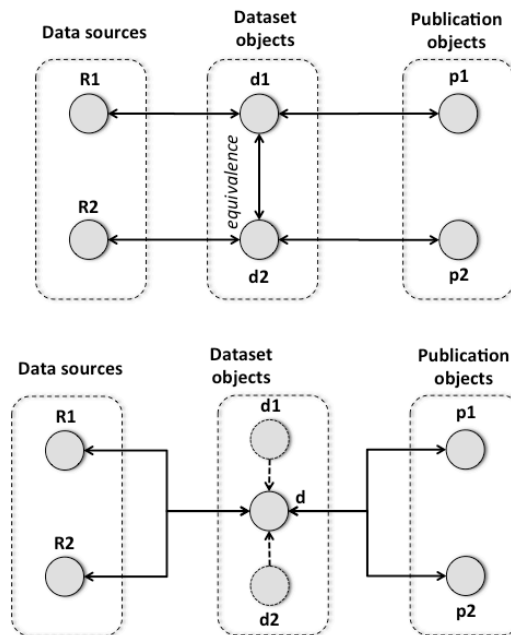 Data sources
Dataset
objects
Publication
objects
R1
d1
p1
equivalence
R2
d2
p2
Data sources
Dataset
objects
Publication
objects
R1
d1
p1
d
R2
d2
p2